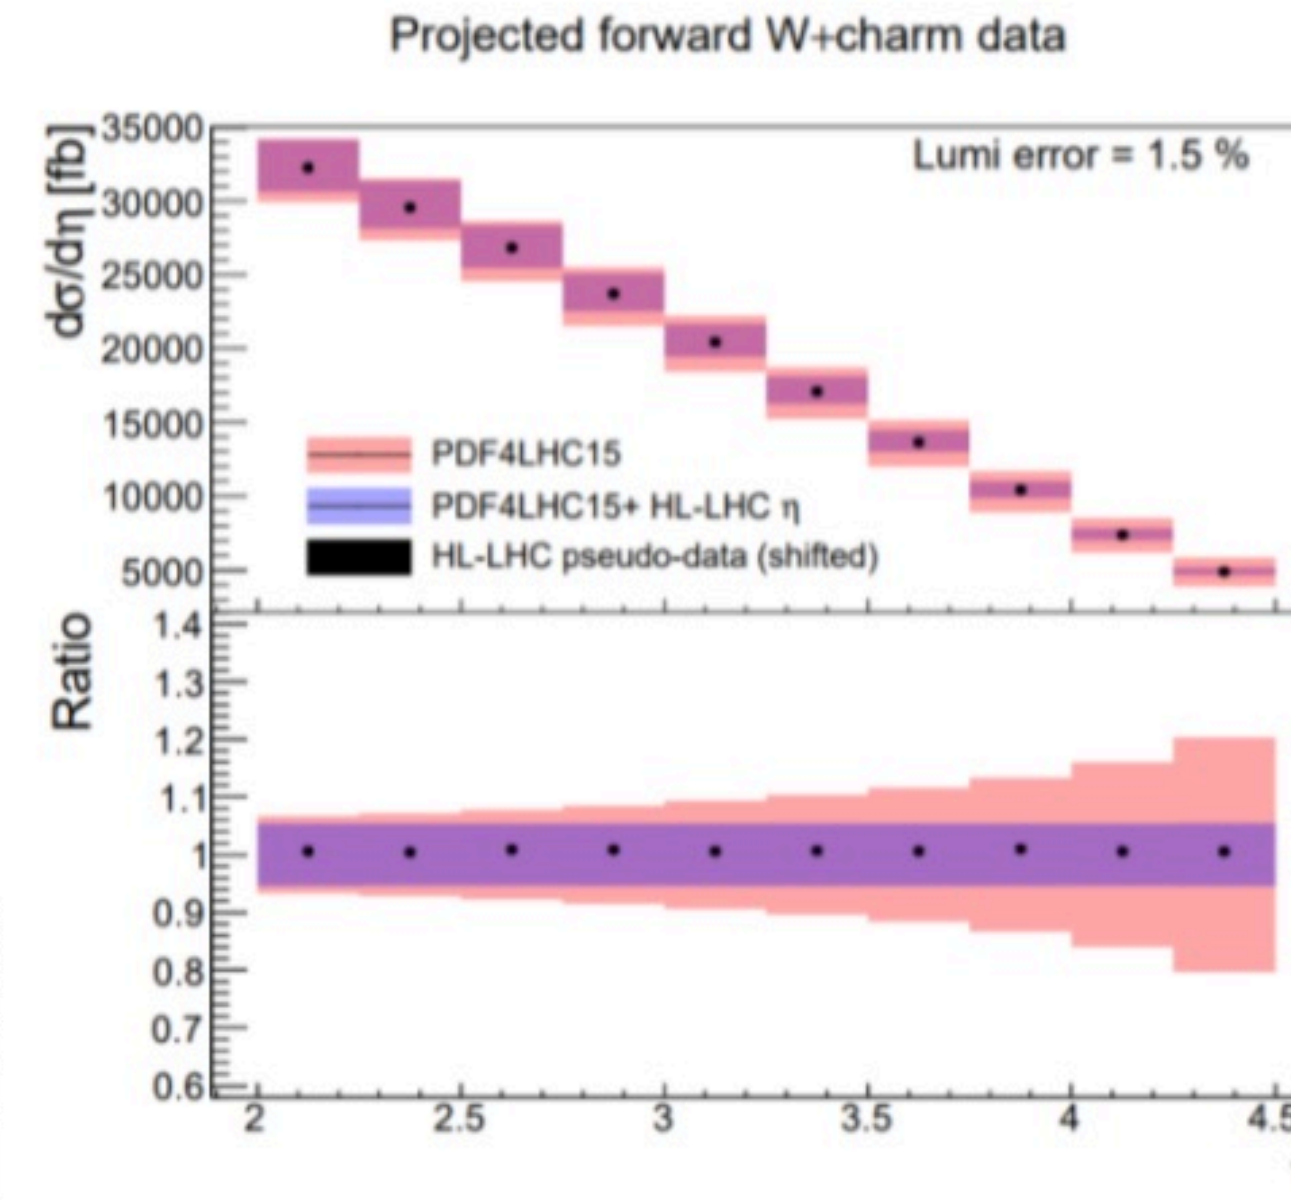 Projected forward W+charm data
dσ/dη [fb]
35000
30000
25000
20000
15000
10000
5000
Lumi error = 1.5 %
PDF4LHC15
PDF4LHC15+ HL-LHC η
HL-LHC pseudo-data (shifted)
Ratio
1.4
1.3
1.2
1.1
1
0.9
0.8
0.7
0.6
2 2.5 3 3.5 4 4.5